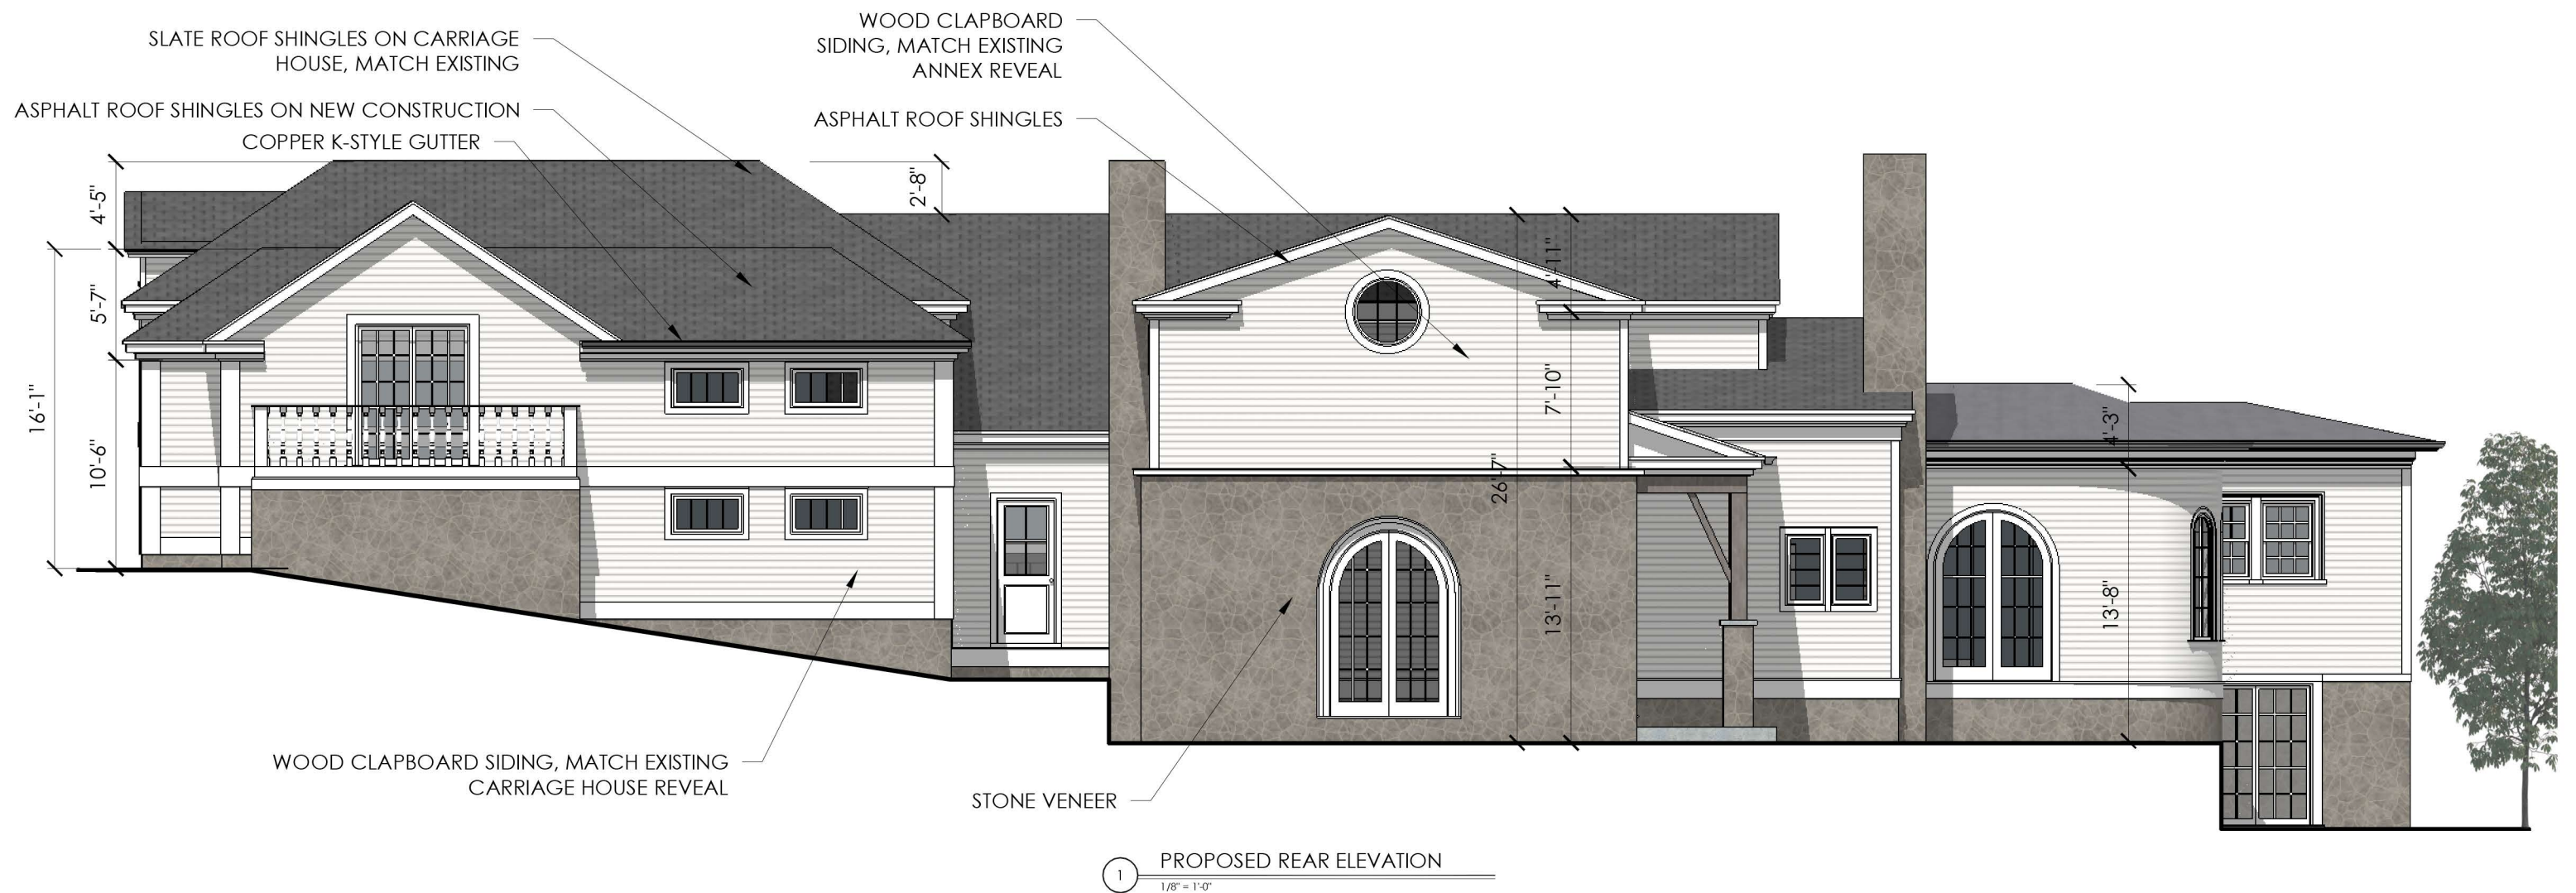 WOOD CLAPBOARD
SIDING, MATCH EXISTING
ANNEX REVEAL
SLATE ROOF SHINGLES ON CARRIAGE
HOUSE, MATCH EXISTING
ASPHALT ROOF SHINGLES ON NEW CONSTRUCTION
ASPHALT ROOF SHINGLES
COPPER K-STYLE GUTTER
4'-5"
2'-8"
5'-7"
16'-1"
10'-6"
4'-11"
7'-10"
26'-7"
13'-11"
4'-3"
13'-8"
WOOD CLAPBOARD SIDING, MATCH EXISTING
CARRIAGE HOUSE REVEAL
STONE VENEER
1
PROPOSED REAR ELEVATION
1/8" = 1'-0"